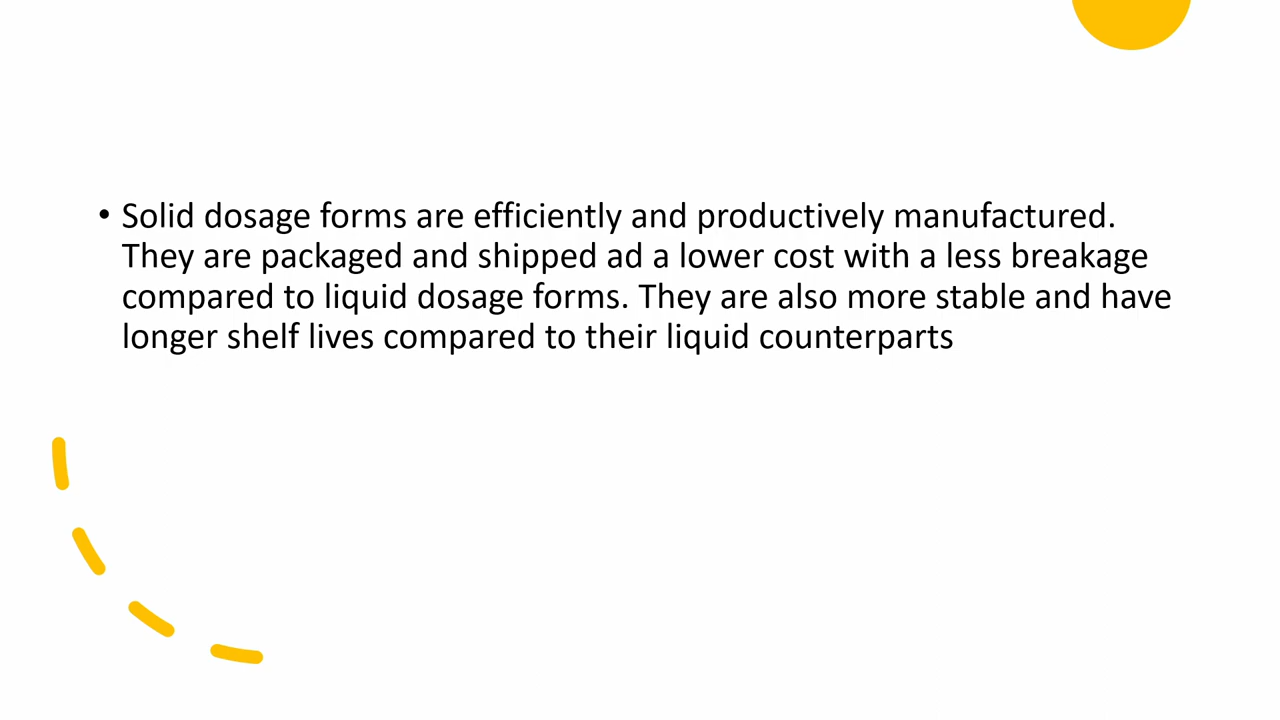 • Solid dosage forms are efficiently and productively manufactured.
They are packaged and shipped ad a lower cost with a less breakage
compared to liquid dosage forms. They are also more stable and have
longer shelf lives compared to their liquid counterparts